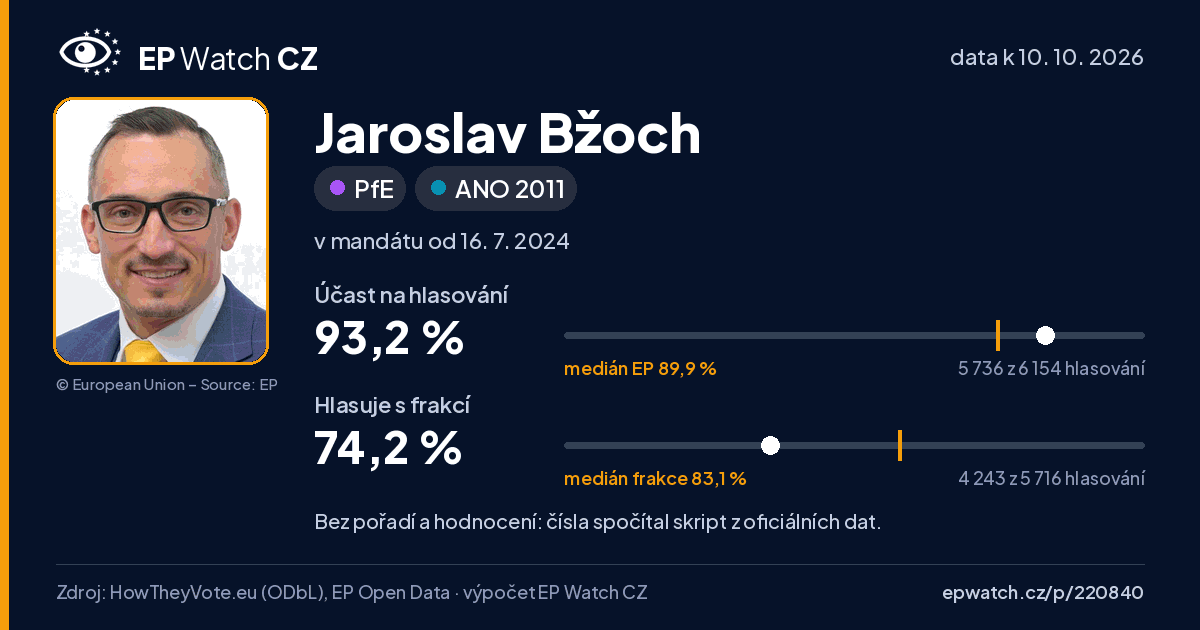 EP Watch CZ
data k 10. 10. 2026
Jaroslav Bžoch
PfE
ANO 2011
v mandátu od 16. 7. 2024
Účast na hlasování
93,2 %
medián EP 89,9 %
5 736 z 6 154 hlasování
© European Union – Source: EP
Hlasuje s frakcí
74,2 %
medián frakce 83,1 %
4 243 z 5 716 hlasování
Bez pořadí a hodnocení: čísla spočítal skript z oficiálních dat.
Zdroj: HowTheyVote.eu (ODbL), EP Open Data · výpočet EP Watch CZ
epwatch.cz/p/220840